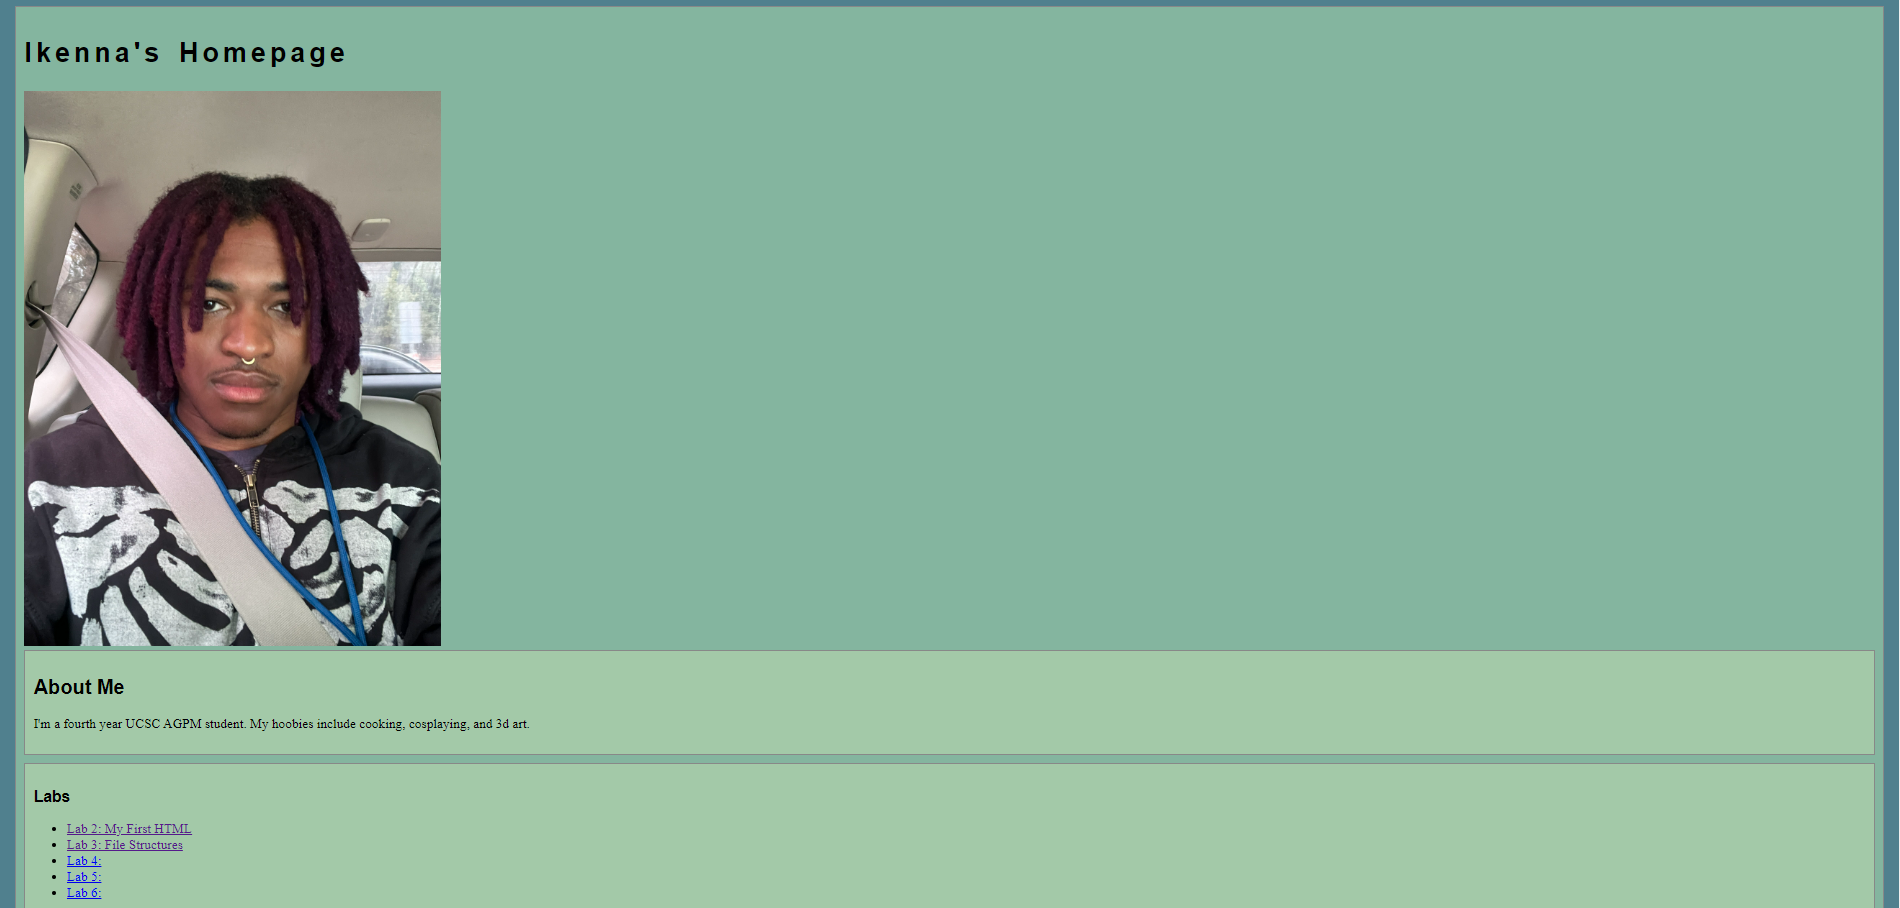 Ikenna's Homepage
About Me
I'm a fourth year UCSC AGPM student. My hoobies include cooking, cosplaying, and 3d art.
Labs
Lab 2: My First HTML
Lab 3: File Structures
Lab 4:
Lab 5:
Lab 6: